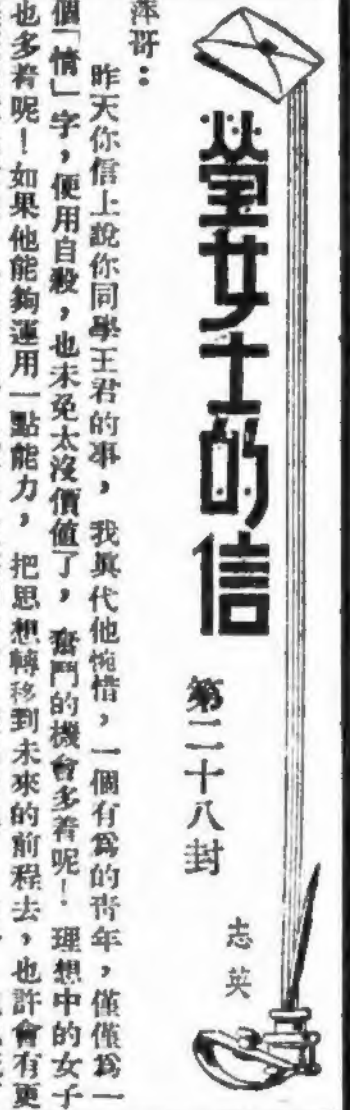 瑩女士的信
第二十八封
志英
萍哥：
昨天你信上說你同學王君的事，我眞代他惋惜，一個有爲的靑年，僅僅爲一
個「情」字，便用自殺，也未免太沒價値了，奮鬥的機會多着呢！理想中的女子
也多着呢！如果他能夠運用一點能力，把思想轉移到未來的前程去，也許會有更